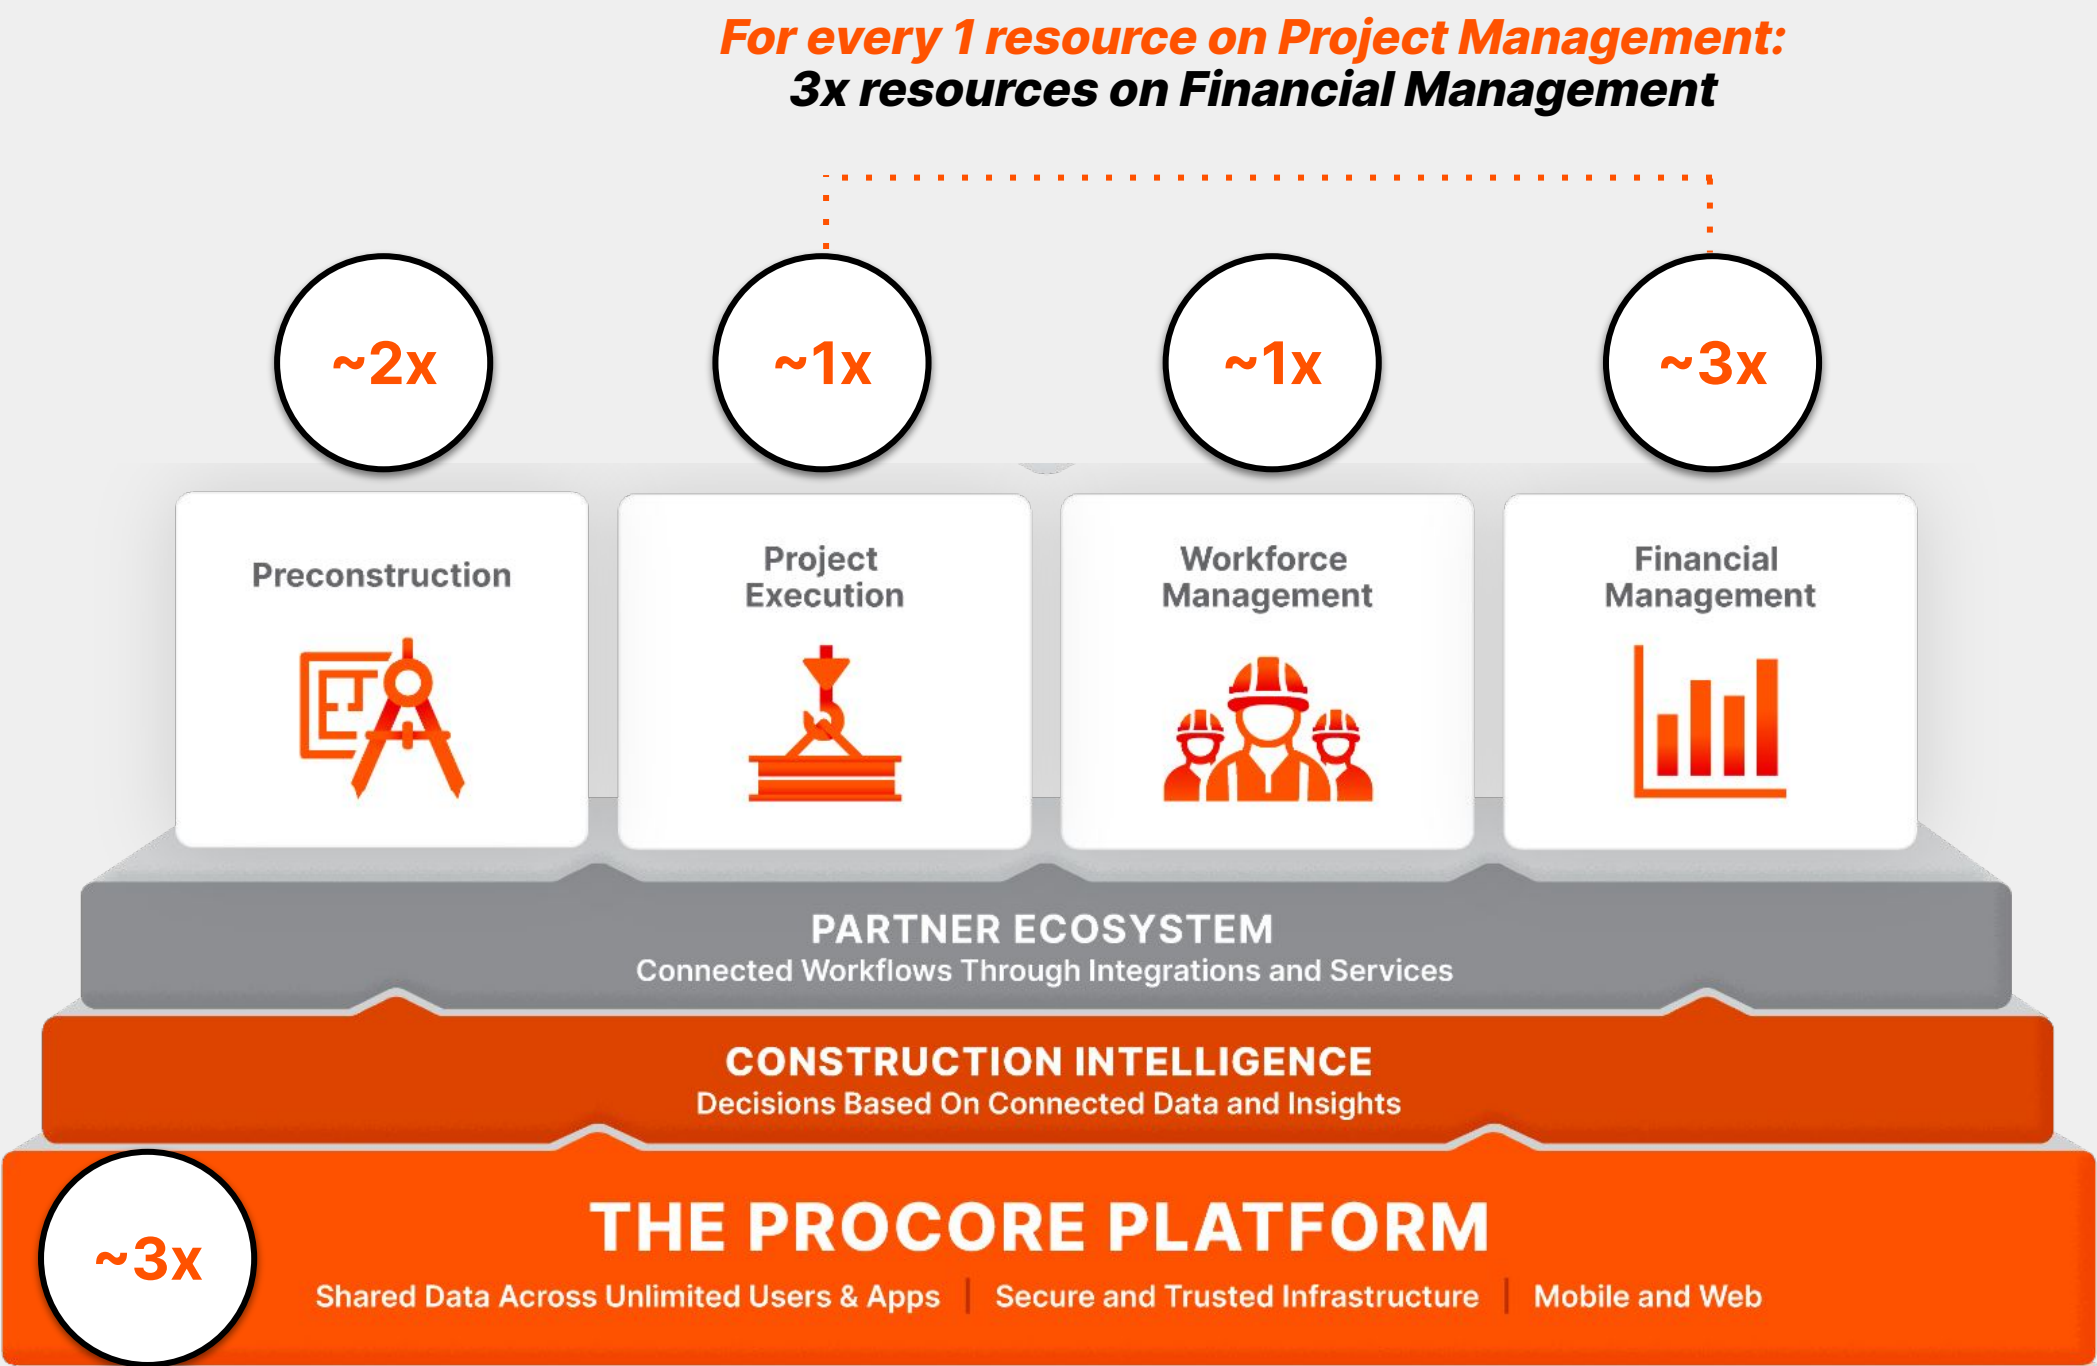 For every 1 resource on Project Management:
3x resources on Financial Management
~2x
~1x
~1x
~3x
Preconstruction
Project
Execution
Workforce
Management
Financial
Management
PARTNER ECOSYSTEM
Connected Workflows Through Integrations and Services
CONSTRUCTION INTELLIGENCE
Decisions Based On Connected Data and Insights
~3x
THE PROCORE PLATFORM
Shared Data Across Unlimited Users & Apps | Secure and Trusted Infrastructure | Mobile and Web